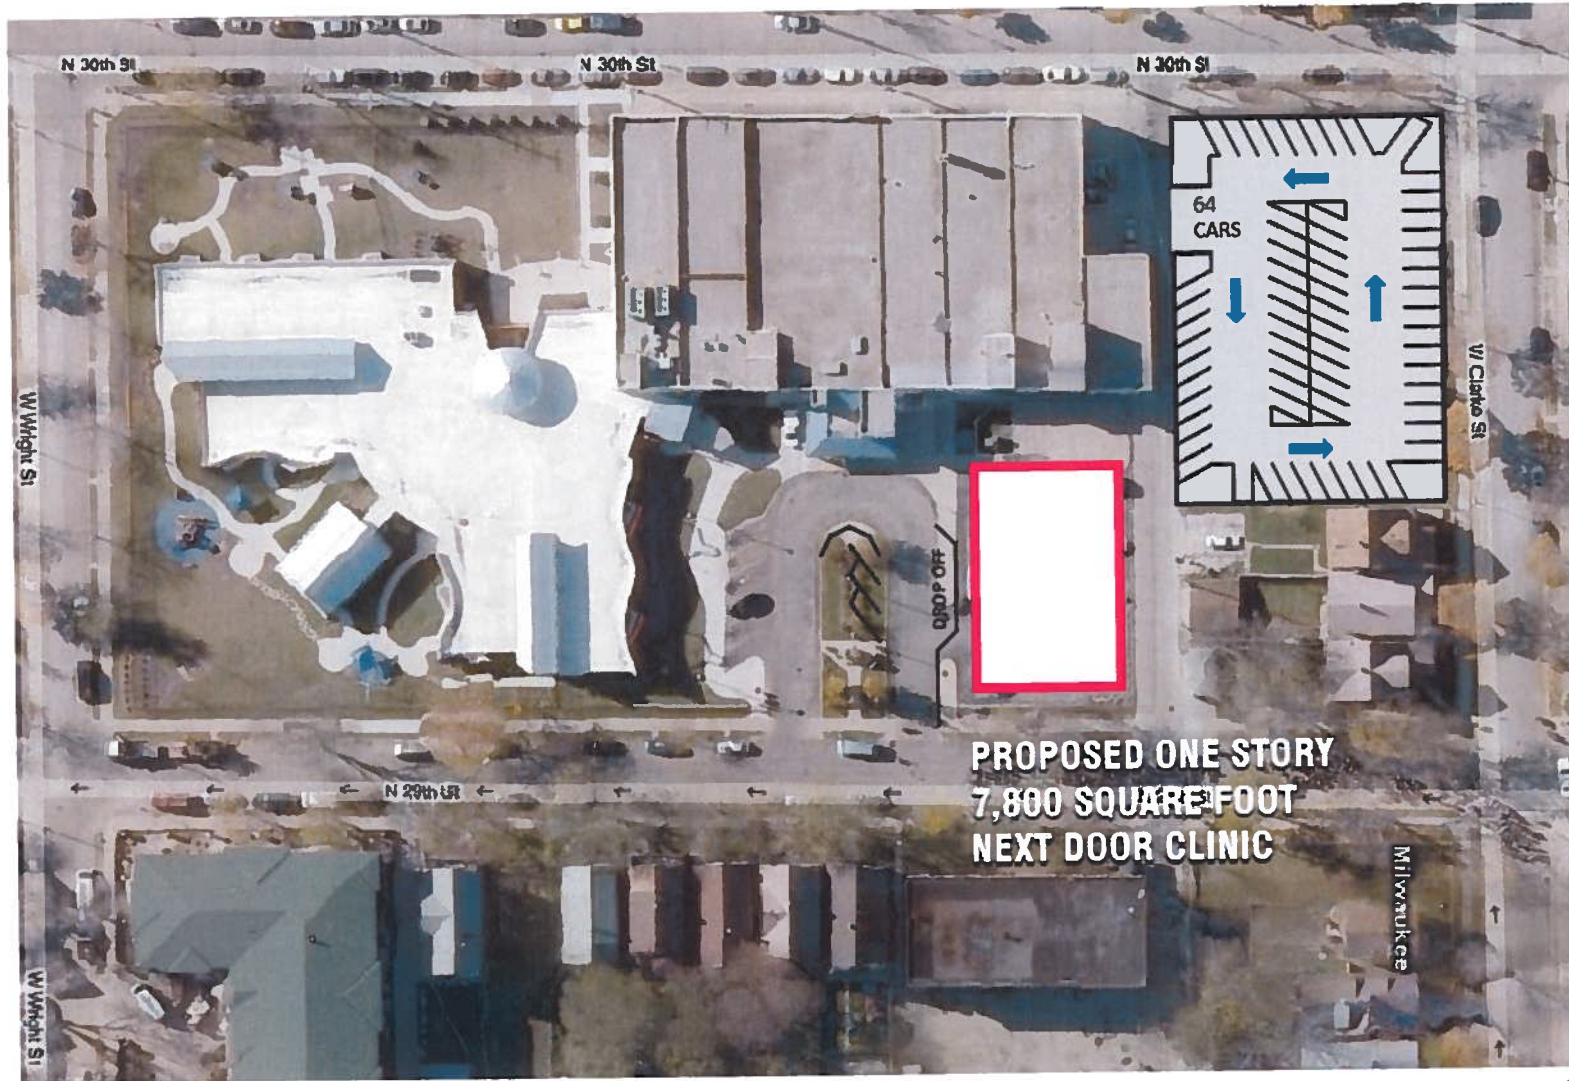 N 30th St
N 30th St
N 30th St
64
CARS
W Wright St
W Clarke St
DROP OFF
PROPOSED ONE STORY
7,800 SQUARE FOOT
NEXT DOOR CLINIC
N 29th St
Milwaukee
W Wright St